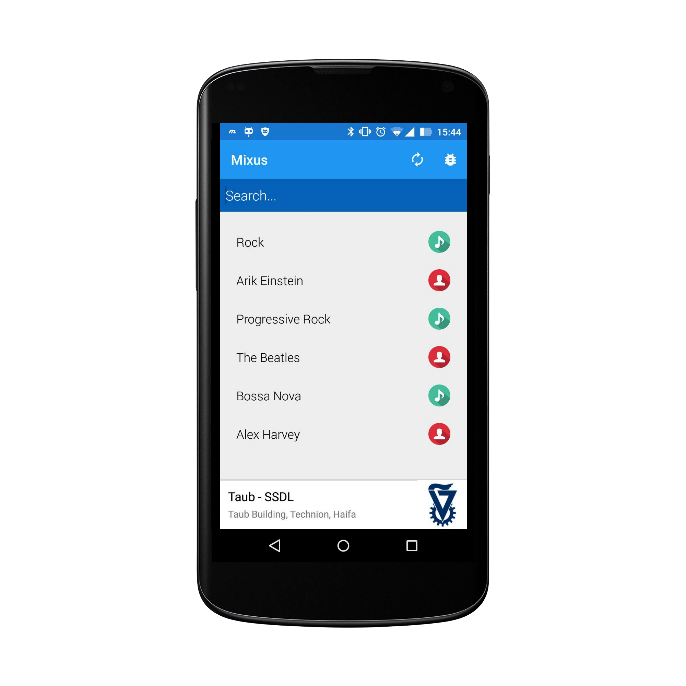 15:44
Mixus
Search...
Rock
Arik Einstein
Progressive Rock
The Beatles
Bossa Nova
Alex Harvey
Taub - SSDL
Taub Building, Technion, Haifa